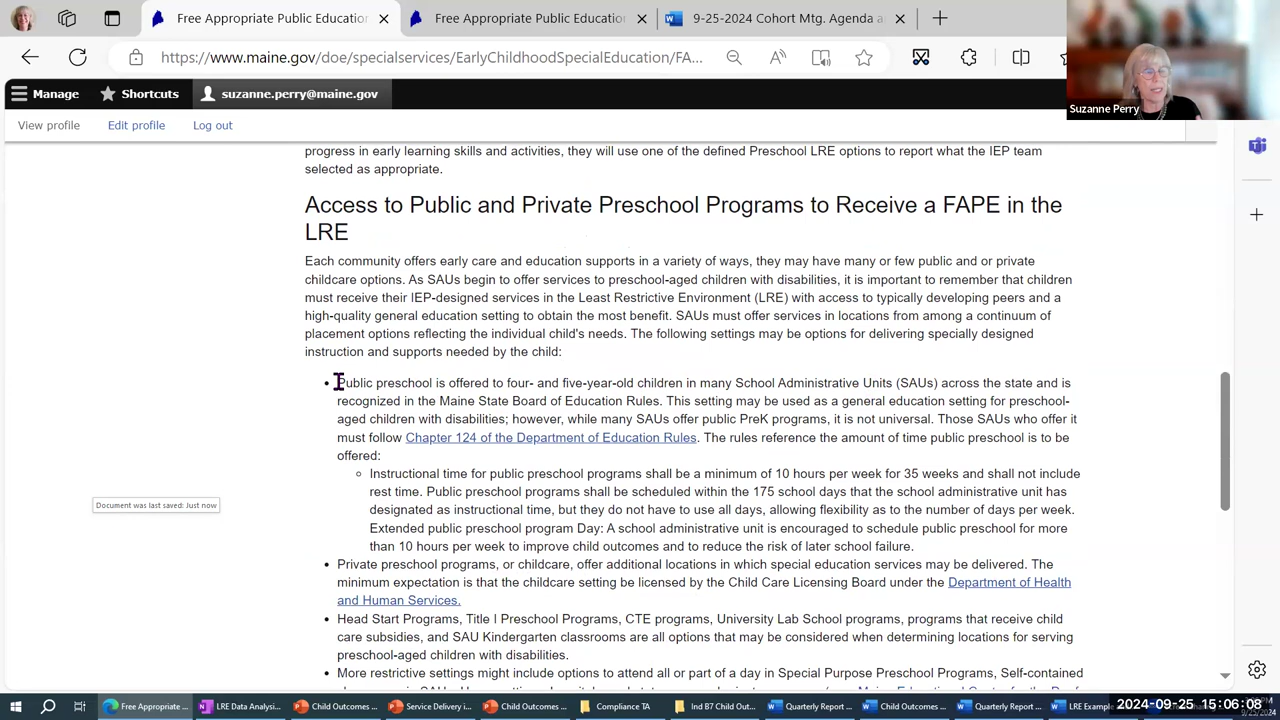 Free Appropriate Public Education
Free Appropriate Public Educatio
9-25-2024 Cohort Mtg. Agenda a
https://www.maine.gov/doe/specialservices/EarlyChildhoodSpecialEducation/FA...
Manage
Shortcuts
suzanne.perry@maine.gov
Suzanne Perry
View profile
Edit profile
Log out
progress in early learning skills and activities, they will use one of the defined Preschool LRE options to report what the IEP team
selected as appropriate.
Access to Public and Private Preschool Programs to Receive a FAPE in the
LRE
Each community offers early care and education supports in a variety of ways, they may have many or few public and or private
childcare options. As SAUs begin to offer services to preschool-aged children with disabilities, it is important to remember that children
must receive their IEP-designed services in the Least Restrictive Environment (LRE) with access to typically developing peers and a
high-quality general education setting to obtain the most benefit. SAUs must offer services in locations from among a continuum of
placement options reflecting the individual child's needs. The following settings may be options for delivering specially designed
instruction and supports needed by the child:
• Public preschool is offered to four- and five-year-old children in many School Administrative Units (SAUs) across the state and is
recognized in the Maine State Board of Education Rules. This setting may be used as a general education setting for preschool-
aged children with disabilities; however, while many SAUs offer public PreK programs, it is not universal. Those SAUs who offer it
must follow Chapter 124 of the Department of Education Rules. The rules reference the amount of time public preschool is to be
offered:
Instructional time for public preschool programs shall be a minimum of 10 hours per week for 35 weeks and shall not include
rest time. Public preschool programs shall be scheduled within the 175 school days that the school administrative unit has
Document was last saved: Just now
designated as instructional time, but they do not have to use all days, allowing flexibility as to the number of days per week.
Extended public preschool program Day: A school administrative unit is encouraged to schedule public preschool for more
than 10 hours per week to improve child outcomes and to reduce the risk of later school failure.
• Private preschool programs, or childcare, offer additional locations in which special education services may be delivered. The
minimum expectation is that the childcare setting be licensed by the Child Care Licensing Board under the Department of Health
and Human Services.
• Head Start Programs, Title I Preschool Programs, CTE programs, University Lab School programs, programs that receive child
care subsidies, and SAU Kindergarten classrooms are all options that may be considered when determining locations for serving
preschool-aged children with disabilities.
• More restrictive settings might include options to attend all or part of a day in Special Purpose Preschool Programs, Self-contained
Free Appropriate ...
LRE Data Analysi...
Child Outcomes ...
Service Delivery i...
Child Outcomes ...
Compliance TA
Ind B7 Child Out...
Quarterly Report ...
Child Outcomes ...
Quarterly Report ...
LRE Example
2024-09-25 15:06:08